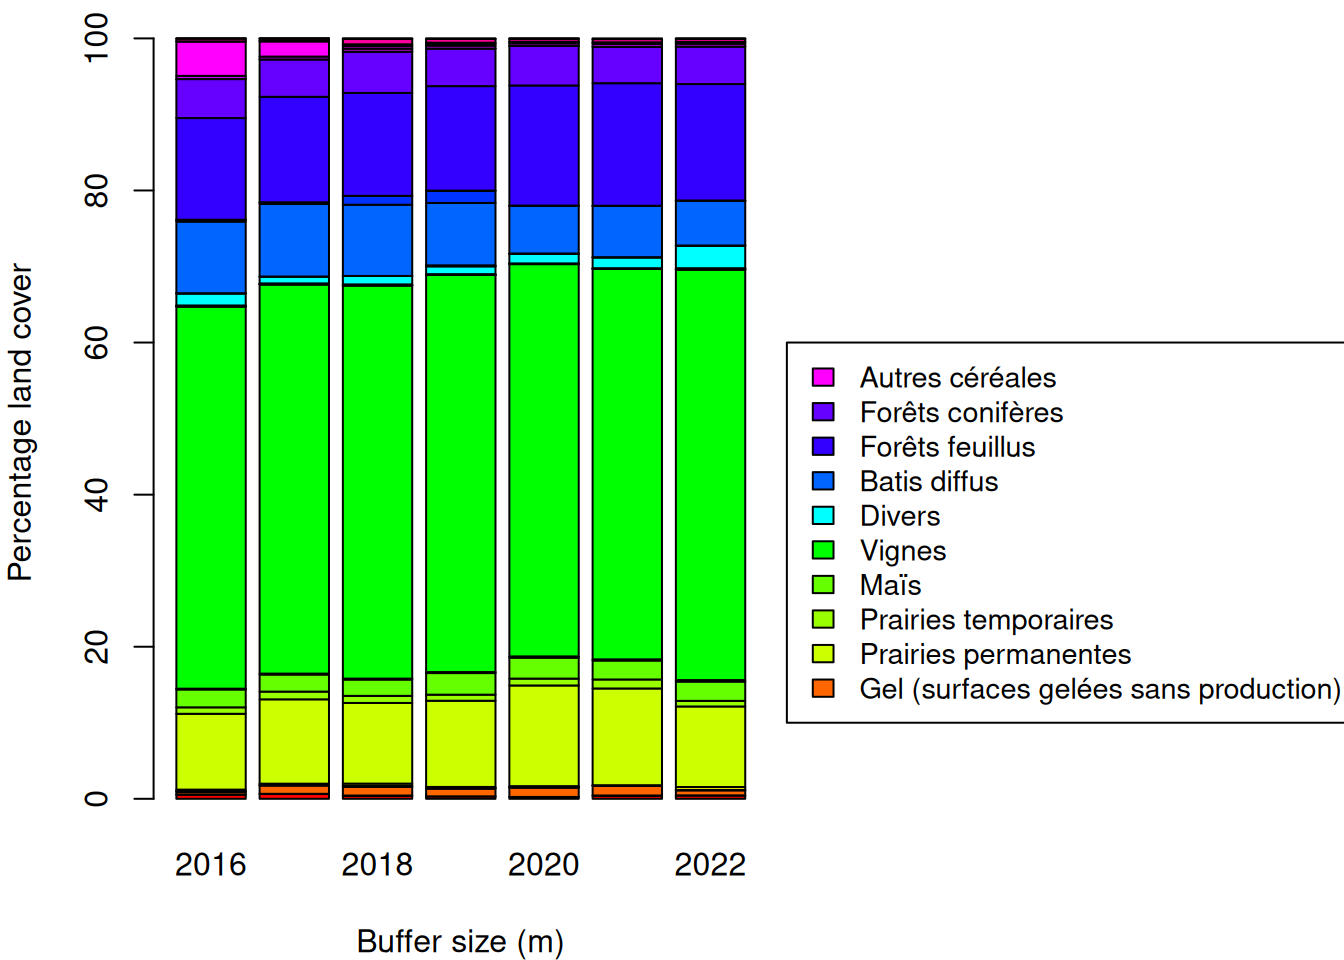 Percentage land cover
100
80
60
40
20
0
2016
2018
2020
2022
Buffer size (m)
Autres céréales
Forêts conifères
Forêts feuillus
Batis diffus
Divers
Vignes
Maïs
Prairies temporaires
Prairies permanentes
Gel (surfaces gelées sans production)